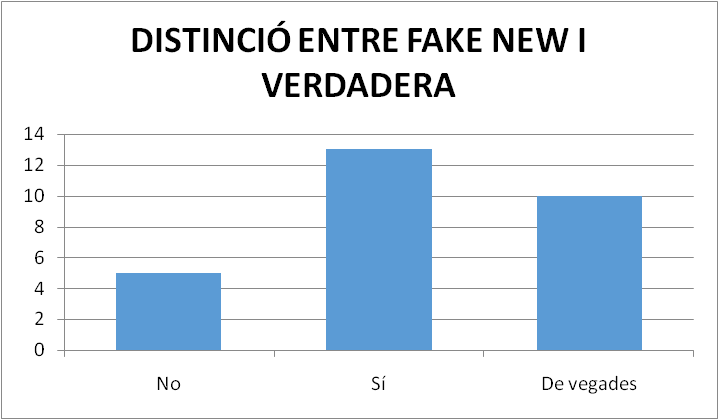 DISTINCIÓ ENTRE FAKE NEW I
VERDADERA
14
12
10
8
6
4
2
0
No
Sí
De vegades